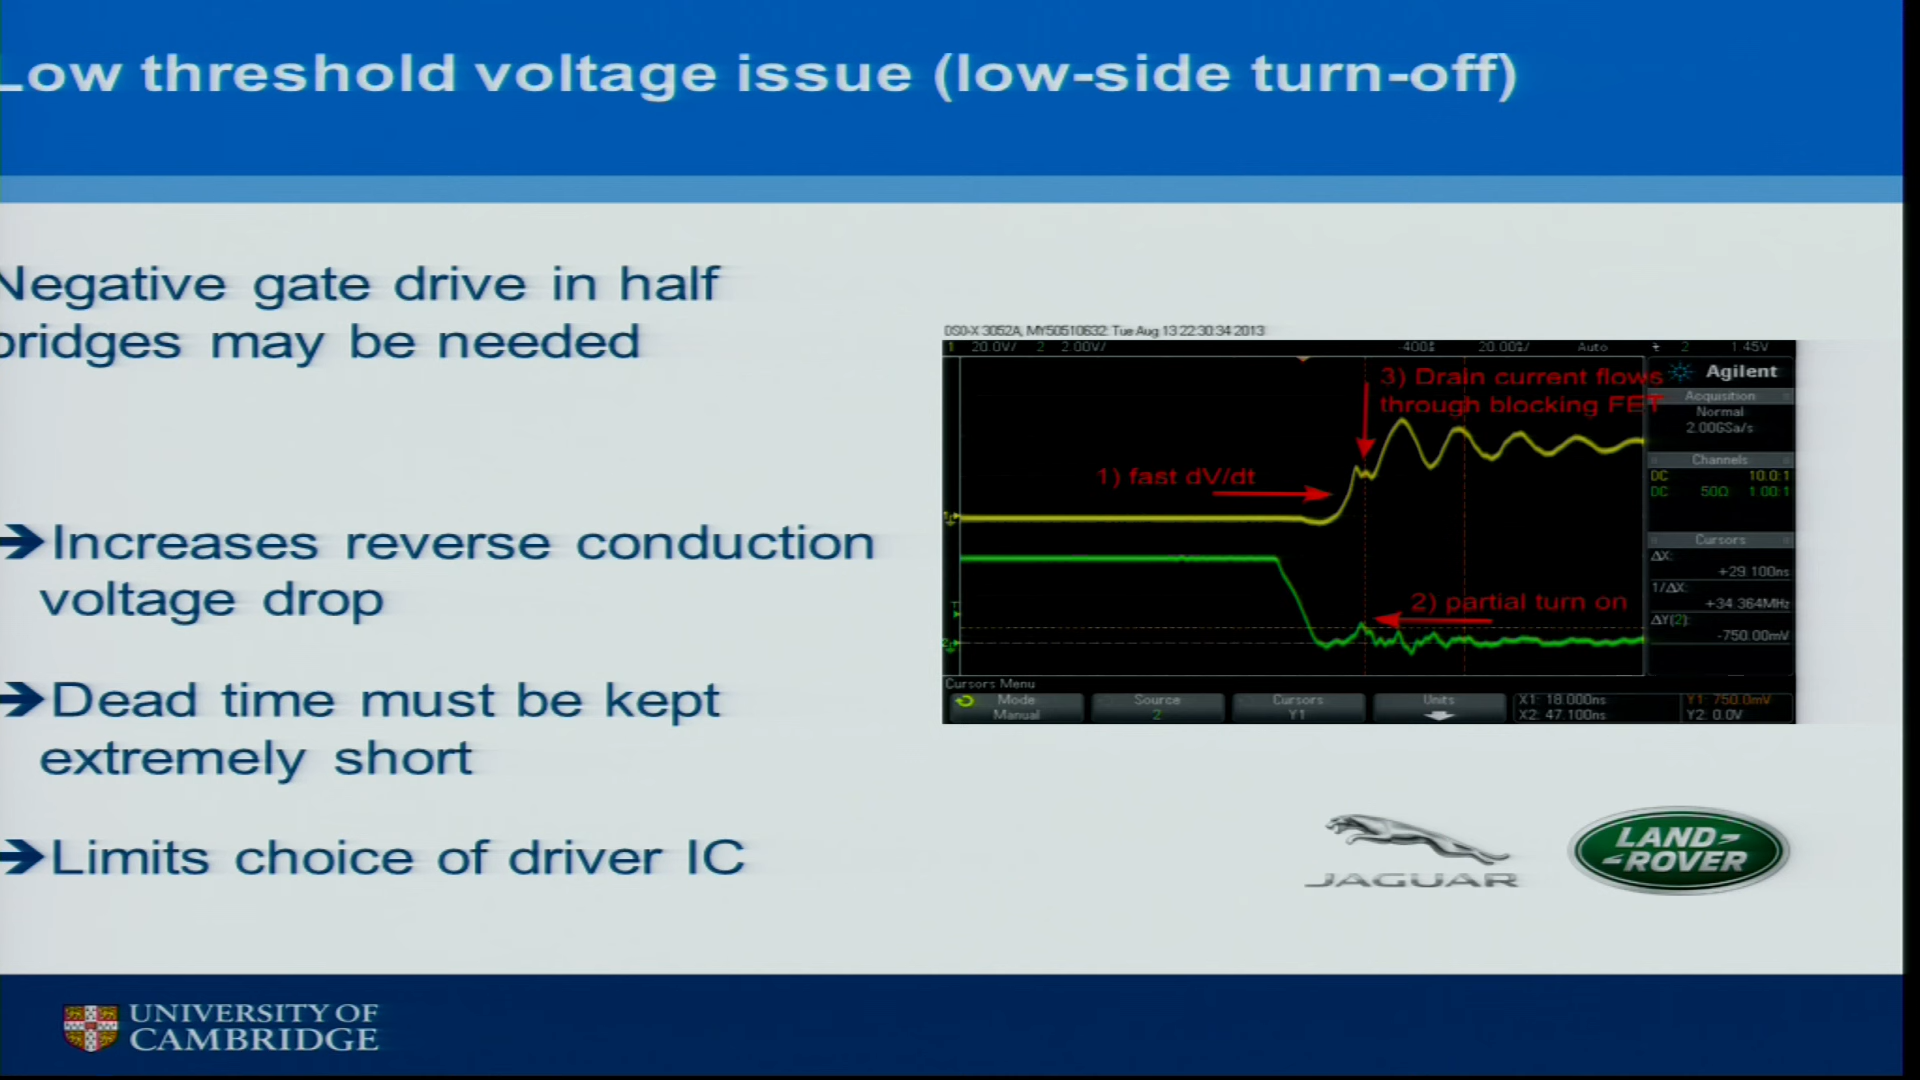 Low threshold voltage issue (low-side turn-off)
Negative gate drive in half
bridges may be needed
➔Increases reverse conduction
voltage drop
➔Dead time must be kept
extremely short
➔Limits choice of driver IC
DSO-X 3052A, MY50510632: Tue Aug 13 22:30:34 2013
1 20.0V/ 2 2.00V/ 20.00s/ Auto 2 1.45V
3) Drain current flows
through blocking FET
1) fast dV/dt
2) partial turn on
Agilent
Acquisition
Normal
2.00GSa/s
Channels
DC 10.0:1
DC 50Ω 1.00:1
Cursors
ΔX:
+29.100ns
1/ΔX:
+34.364MHz
ΔY(2):
-750.00mV
Cursors Menu
Mode
Manual
Source
2
Cursors
Y1
Units
X1: 18.000ns
X2: 47.100ns
Y1: 750.0mV
Y2: 0.0V
JAGUAR
LAND
ROVER
UNIVERSITY OF
CAMBRIDGE